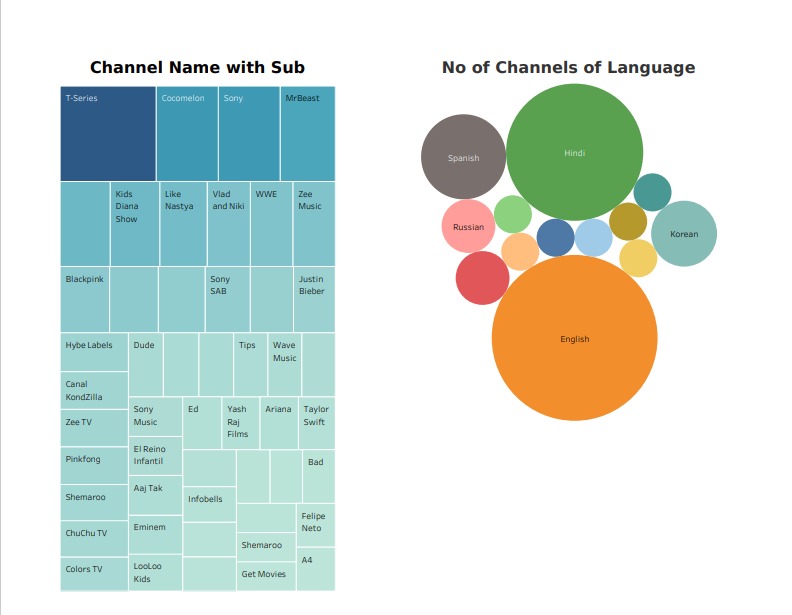 Channel Name with Sub
T-Series
Cocomelon
Sony
MrBeast
Kids
Diana
Show
Like
Nastya
Vlad
and Niki
WWE
Zee
Music
Blackpink
Sony
SAB
Justin
Bieber
Hybe Labels
Dude
Tips
Wave
Music
Canal
KondZilla
Zee TV
Sony
Music
Ed
Yash
Raj
Films
Ariana
Taylor
Swift
Pinkfong
El Reino
Infantil
Bad
Shemaroo
Aaj Tak
Infobells
Felipe
Neto
ChuChu TV
Eminem
Shemaroo
A4
Colors TV
LooLoo
Kids
Get Movies
No of Channels of Language
Spanish
Hindi
Russian
Korean
English